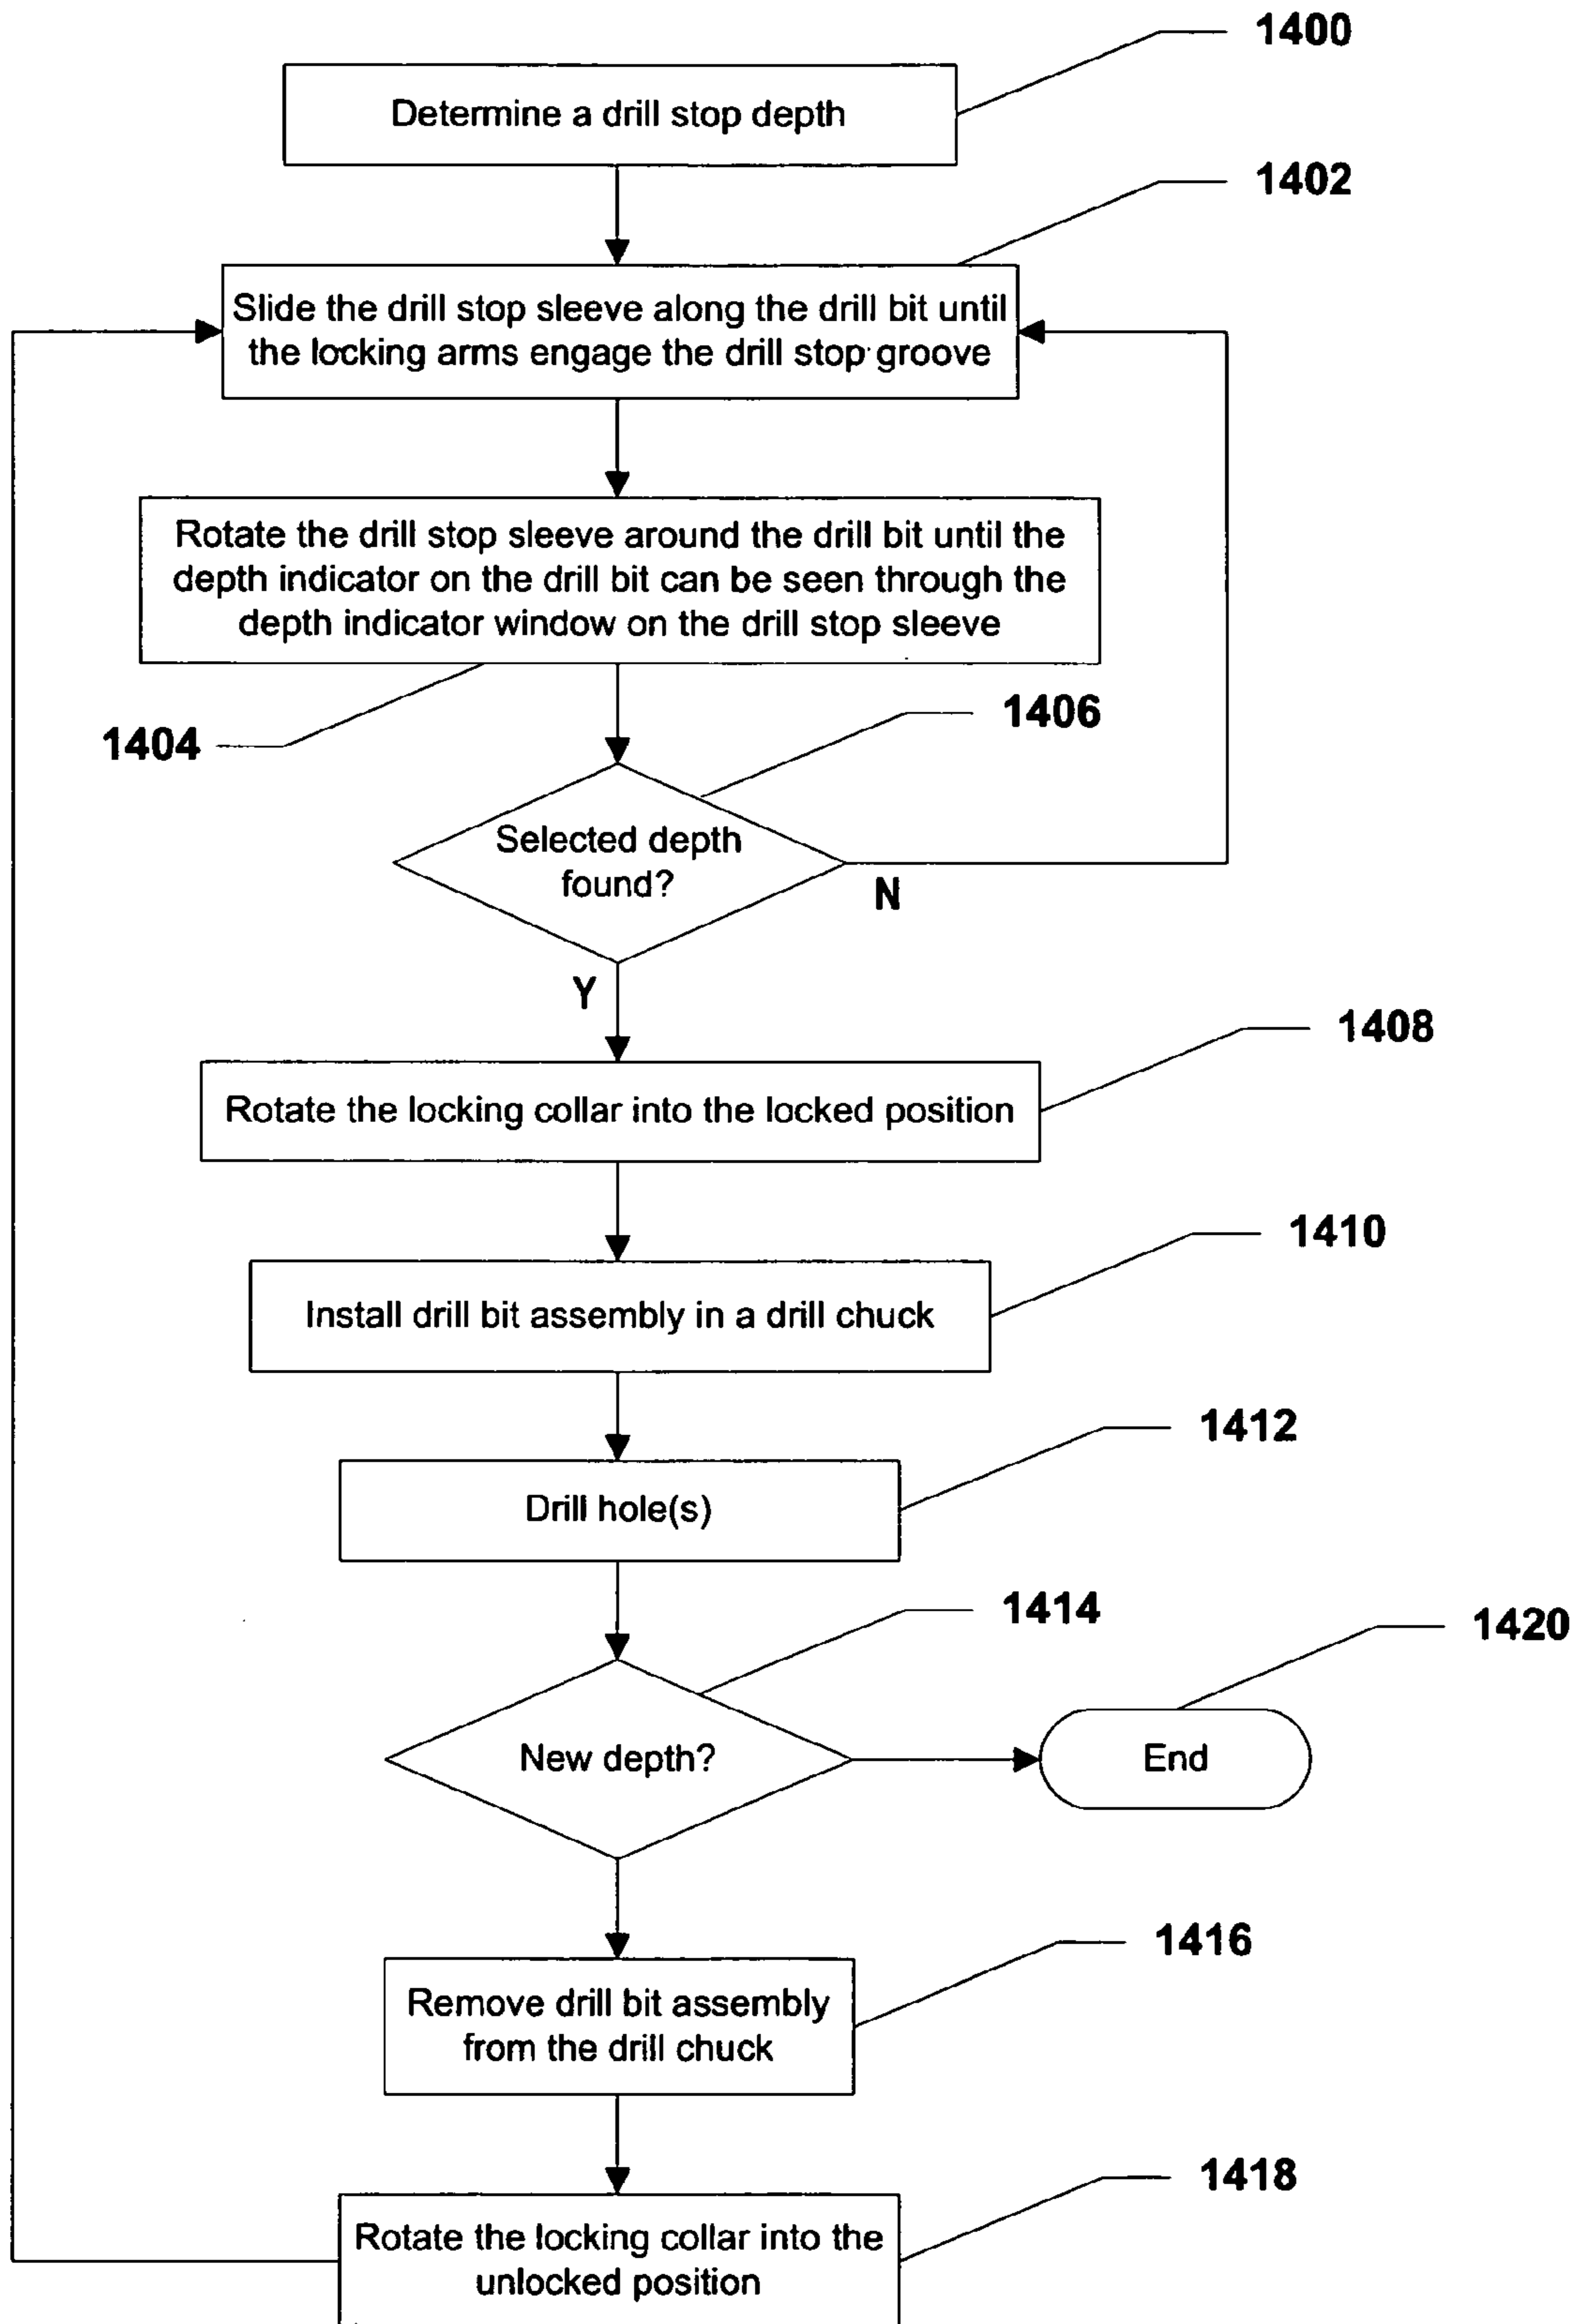 1400
Determine a drill stop depth
1402
Slide the drill stop sleeve along the drill bit until
the locking arms engage the drill stop groove
Rotate the drill stop sleeve around the drill bit until the
depth indicator on the drill bit can be seen through the
depth indicator window on the drill stop sleeve
1404
1406
Selected depth
found?
N
Y
1408
Rotate the locking collar into the locked position
1410
Install drill bit assembly in a drill chuck
1412
Drill hole(s)
1414
1420
New depth?
End
1416
Remove drill bit assembly
from the drill chuck
1418
Rotate the locking collar into the
unlocked position